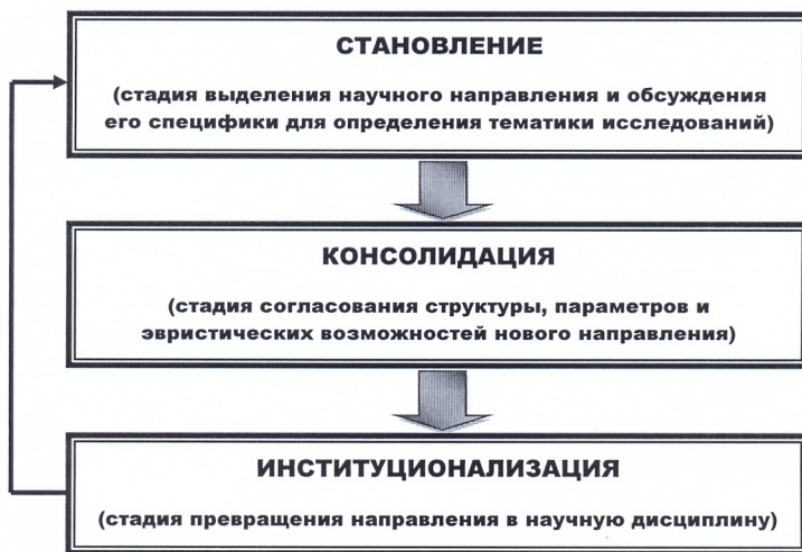 СТАНОВЛЕНИЕ
(стадия выделения научного направления и обсуждения
его специфики для определения тематики исследований)
КОНСОЛИДАЦИЯ
(стадия согласования структуры, параметров и
эвристических возможностей нового направления)
ИНСТИТУЦИОНАЛИЗАЦИЯ
(стадия превращения направления в научную дисциплину)